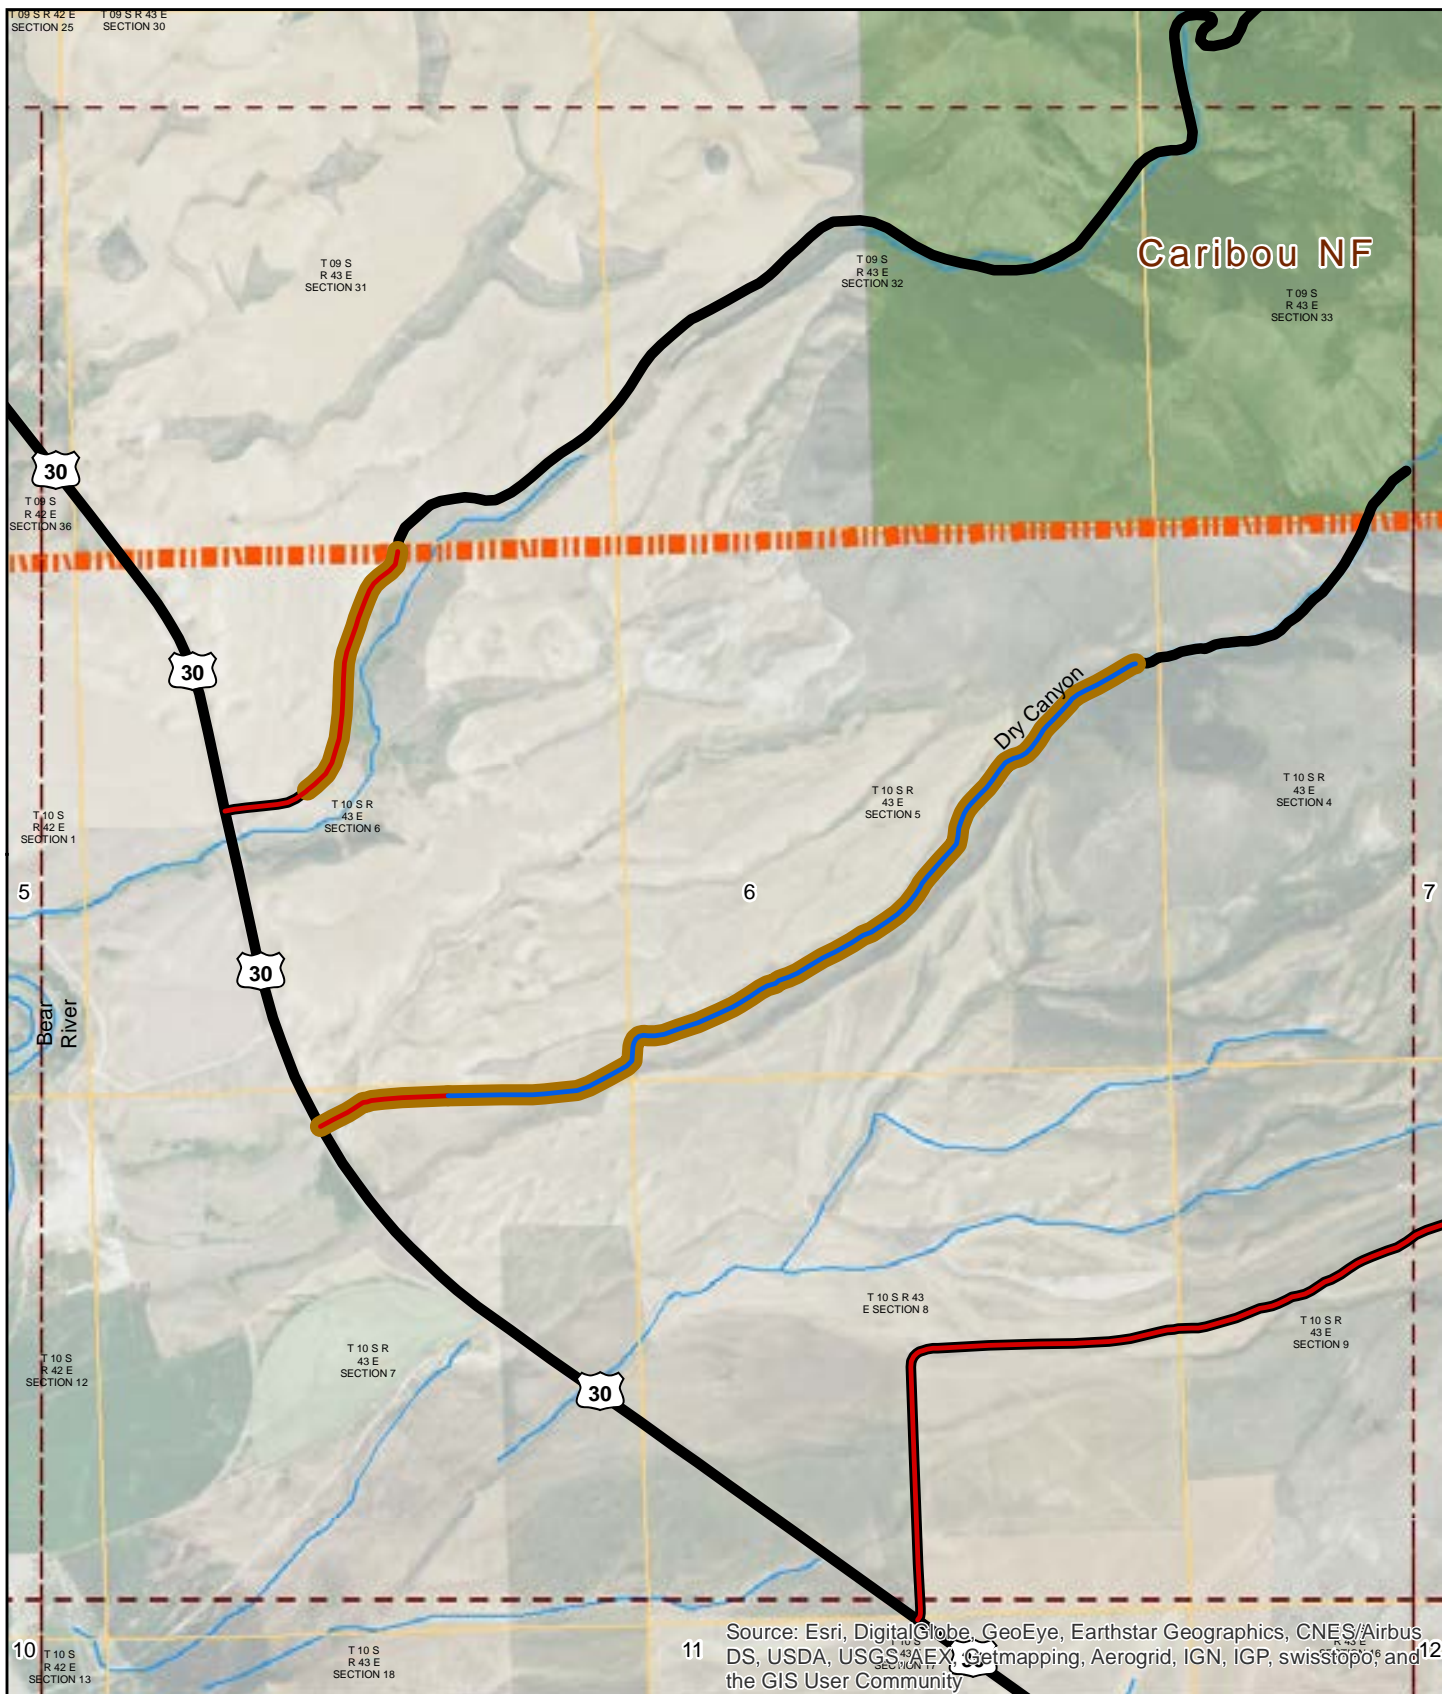 T 09 S R 42 E
SECTION 25
T 09 S R 43 E
SECTION 30
Caribou NF
T 09 S
R 43 E
SECTION 31
T 09 S
R 43 E
SECTION 32
T 09 S
R 43 E
SECTION 33
30
T 09 S
R 42 E
SECTION 36
30
Dry Canyon
T 10 S
R 42 E
SECTION 1
T 10 S R
43 E
SECTION 6
T 10 S R
43 E
SECTION 5
T 10 S R
43 E
SECTION 4
5
6
7
30
Bear
River
T 10 S R 43
E SECTION 8
T 10 S R
43 E
SECTION 9
T 10 S
R 42 E
SECTION 12
T 10 S R
43 E
SECTION 7
30
10
T 10 S
R 42 E
SECTION 13
T 10 S
R 43 E
SECTION 18
11
12
Source: Esri, DigitalGlobe, GeoEye, Earthstar Geographics, CNES/Airbus
DS, USDA, USGS, AEX, Getmapping, Aerogrid, IGN, IGP, swisstopo, and
the GIS User Community